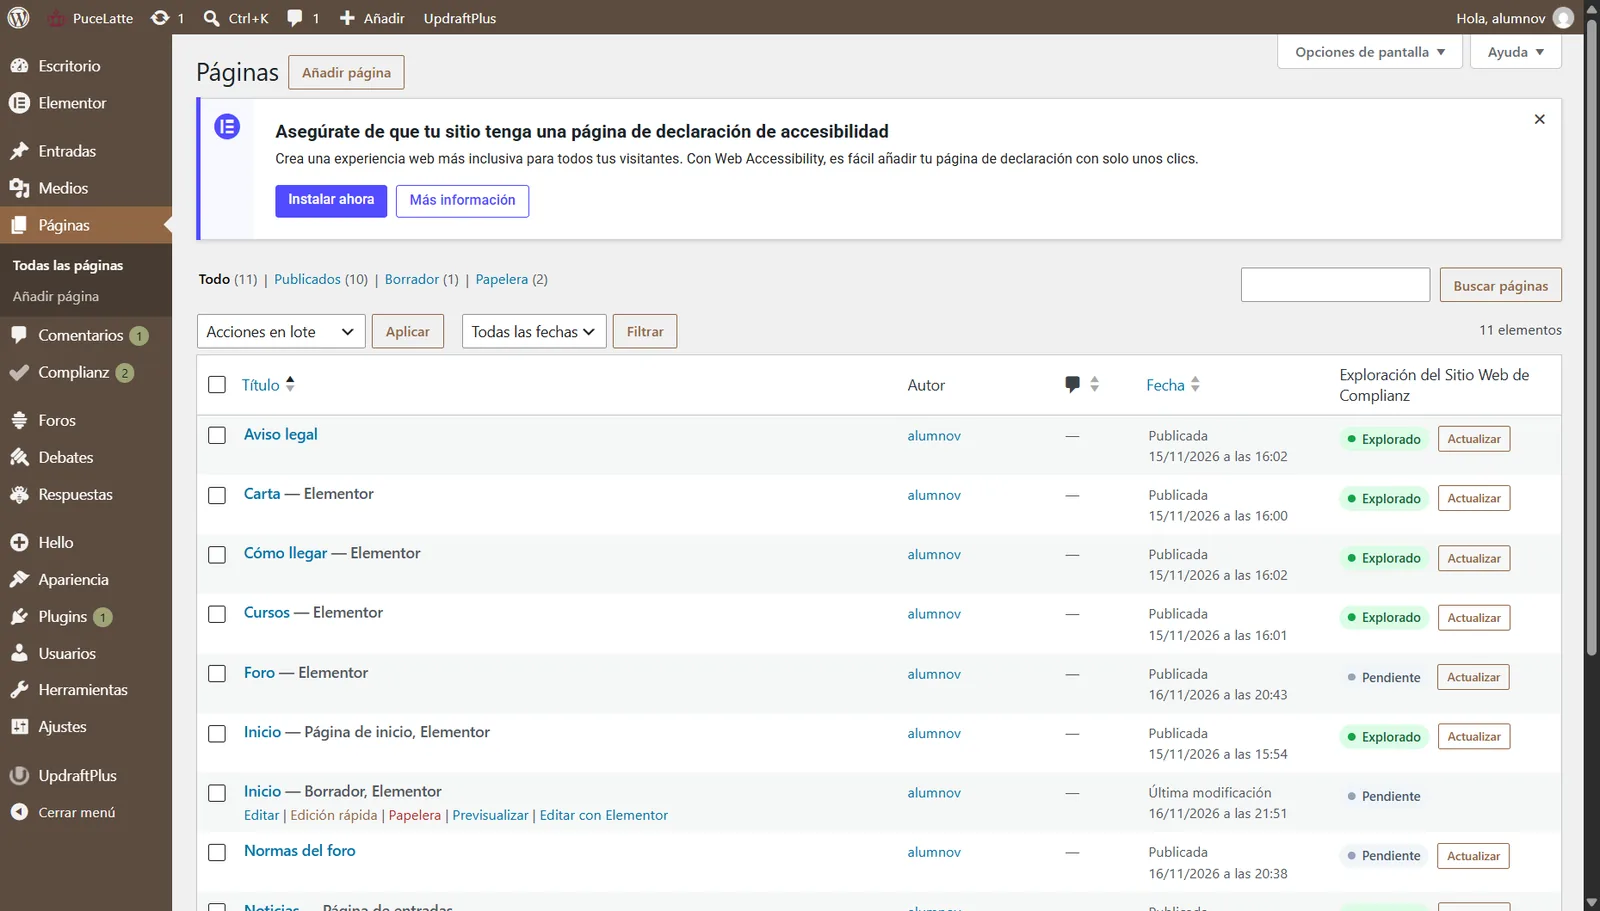 PuceLatte 1 Ctrl+K 1 Añadir UpdraftPlus Hola, alumnov
Escritorio
Elementor
Entradas
Medios
Páginas
Todas las páginas
Añadir página
Comentarios 1
Complianz 2
Foros
Debates
Respuestas
Hello
Apariencia
Plugins 1
Usuarios
Herramientas
Ajustes
UpdraftPlus
Cerrar menú
Opciones de pantalla Ayuda
Páginas Añadir página
Asegúrate de que tu sitio tenga una página de declaración de accesibilidad
Crea una experiencia web más inclusiva para todos tus visitantes. Con Web Accessibility, es fácil añadir tu página de declaración con solo unos clics.
Instalar ahora Más información
Todo (11) | Publicados (10) | Borrador (1) | Papelera (2)
Buscar páginas
Acciones en lote Aplicar Todas las fechas Filtrar 11 elementos
Título Autor Fecha Exploración del Sitio Web de
Complianz
Aviso legal alumnov — Publicada Explorado Actualizar
15/11/2026 a las 16:02
Carta — Elementor alumnov — Publicada Explorado Actualizar
15/11/2026 a las 16:00
Cómo llegar — Elementor alumnov — Publicada Explorado Actualizar
15/11/2026 a las 16:02
Cursos — Elementor alumnov — Publicada Explorado Actualizar
15/11/2026 a las 16:01
Foro — Elementor alumnov — Publicada Pendiente Actualizar
16/11/2026 a las 20:43
Inicio — Página de inicio, Elementor alumnov — Publicada Explorado Actualizar
15/11/2026 a las 15:54
Inicio — Borrador, Elementor alumnov — Última modificación Pendiente
Editar | Edición rápida | Papelera | Previsualizar | Editar con Elementor 16/11/2026 a las 21:51
Normas del foro alumnov — Publicada Pendiente Actualizar
16/11/2026 a las 20:38
Noticias — Página de entradas alumnov Publicada